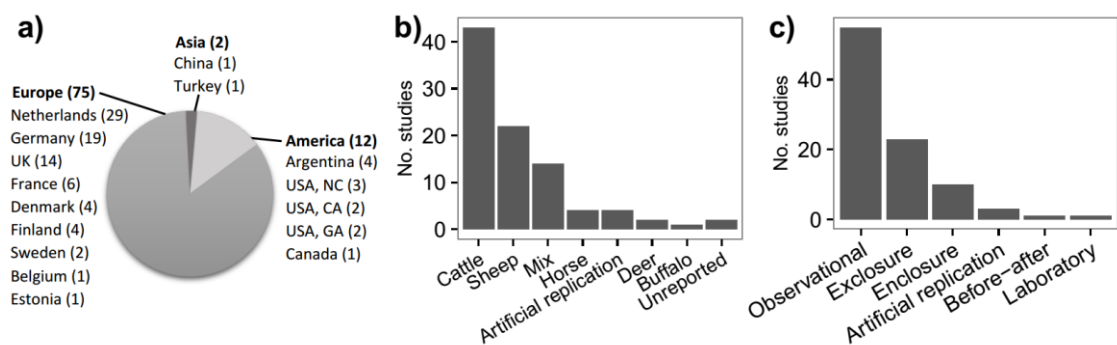 a)
Asia (2)
China (1)
Turkey (1)
Europe (75)
Netherlands (29)
Germany (19)
UK (14)
France (6)
Denmark (4)
Finland (4)
Sweden (2)
Belgium (1)
Estonia (1)
America (12)
Argentina (4)
USA, NC (3)
USA, CA (2)
USA, GA (2)
Canada (1)
b)
No. studies
40
30
20
10
0
Cattle
Sheep
Mix
Horse
Artificial replication
Deer
Buffalo
Unreported
c)
No. studies
40
20
0
Observational
Exclosure
Enclosure
Artificial replication
Before−after
Laboratory